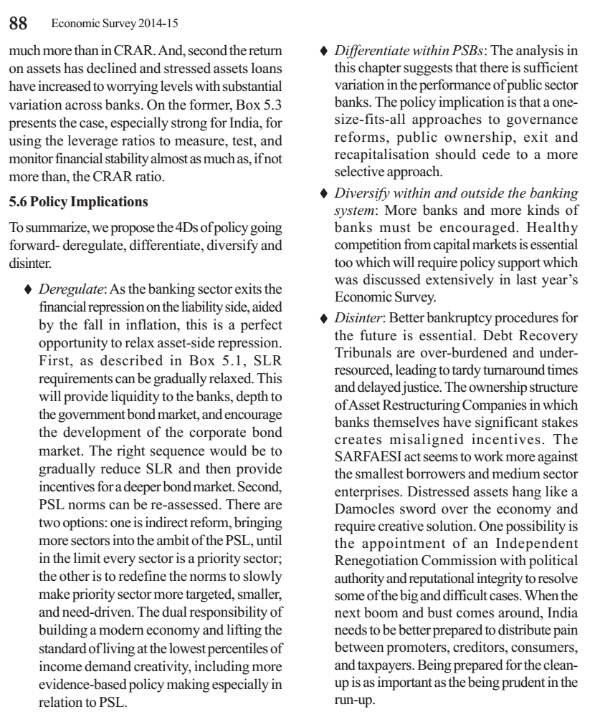 88 Economic Survey 2014-15
much more than in CRAR. And, second the return
on assets has declined and stressed assets loans
have increased to worrying levels with substantial
variation across banks. On the former, Box 5.3
presents the case, especially strong for India, for
using the leverage ratios to measure, test, and
monitor financial stability almost as much as, if not
more than, the CRAR ratio.
5.6 Policy Implications
To summarize, we propose the 4Ds of policy going
forward- deregulate, differentiate, diversify and
disinter.
♦ Deregulate: As the banking sector exits the
financial repression on the liability side, aided
by the fall in inflation, this is a perfect
opportunity to relax asset-side repression.
First, as described in Box 5.1, SLR
requirements can be gradually relaxed. This
will provide liquidity to the banks, depth to
the government bond market, and encourage
the development of the corporate bond
market. The right sequence would be to
gradually reduce SLR and then provide
incentives for a deeper bond market. Second,
PSL norms can be re-assessed. There are
two options: one is indirect reform, bringing
more sectors into the ambit of the PSL, until
in the limit every sector is a priority sector;
the other is to redefine the norms to slowly
make priority sector more targeted, smaller,
and need-driven. The dual responsibility of
building a modern economy and lifting the
standard of living at the lowest percentiles of
income demand creativity, including more
evidence-based policy making especially in
relation to PSL.
♦ Differentiate within PSBs: The analysis in
this chapter suggests that there is sufficient
variation in the performance of public sector
banks. The policy implication is that a one-
size-fits-all approaches to governance
reforms, public ownership, exit and
recapitalisation should cede to a more
selective approach.
♦ Diversify within and outside the banking
system: More banks and more kinds of
banks must be encouraged. Healthy
competition from capital markets is essential
too which will require policy support which
was discussed extensively in last year's
Economic Survey.
♦ Disinter: Better bankruptcy procedures for
the future is essential. Debt Recovery
Tribunals are over-burdened and under-
resourced, leading to tardy turnaround times
and delayed justice. The ownership structure
of Asset Restructuring Companies in which
banks themselves have significant stakes
creates misaligned incentives. The
SARFAESI act seems to work more against
the smallest borrowers and medium sector
enterprises. Distressed assets hang like a
Damocles sword over the economy and
require creative solution. One possibility is
the appointment of an Independent
Renegotiation Commission with political
authority and reputational integrity to resolve
some of the big and difficult cases. When the
next boom and bust comes around, India
needs to be better prepared to distribute pain
between promoters, creditors, consumers,
and taxpayers. Being prepared for the clean-
up is as important as the being prudent in the
run-up.